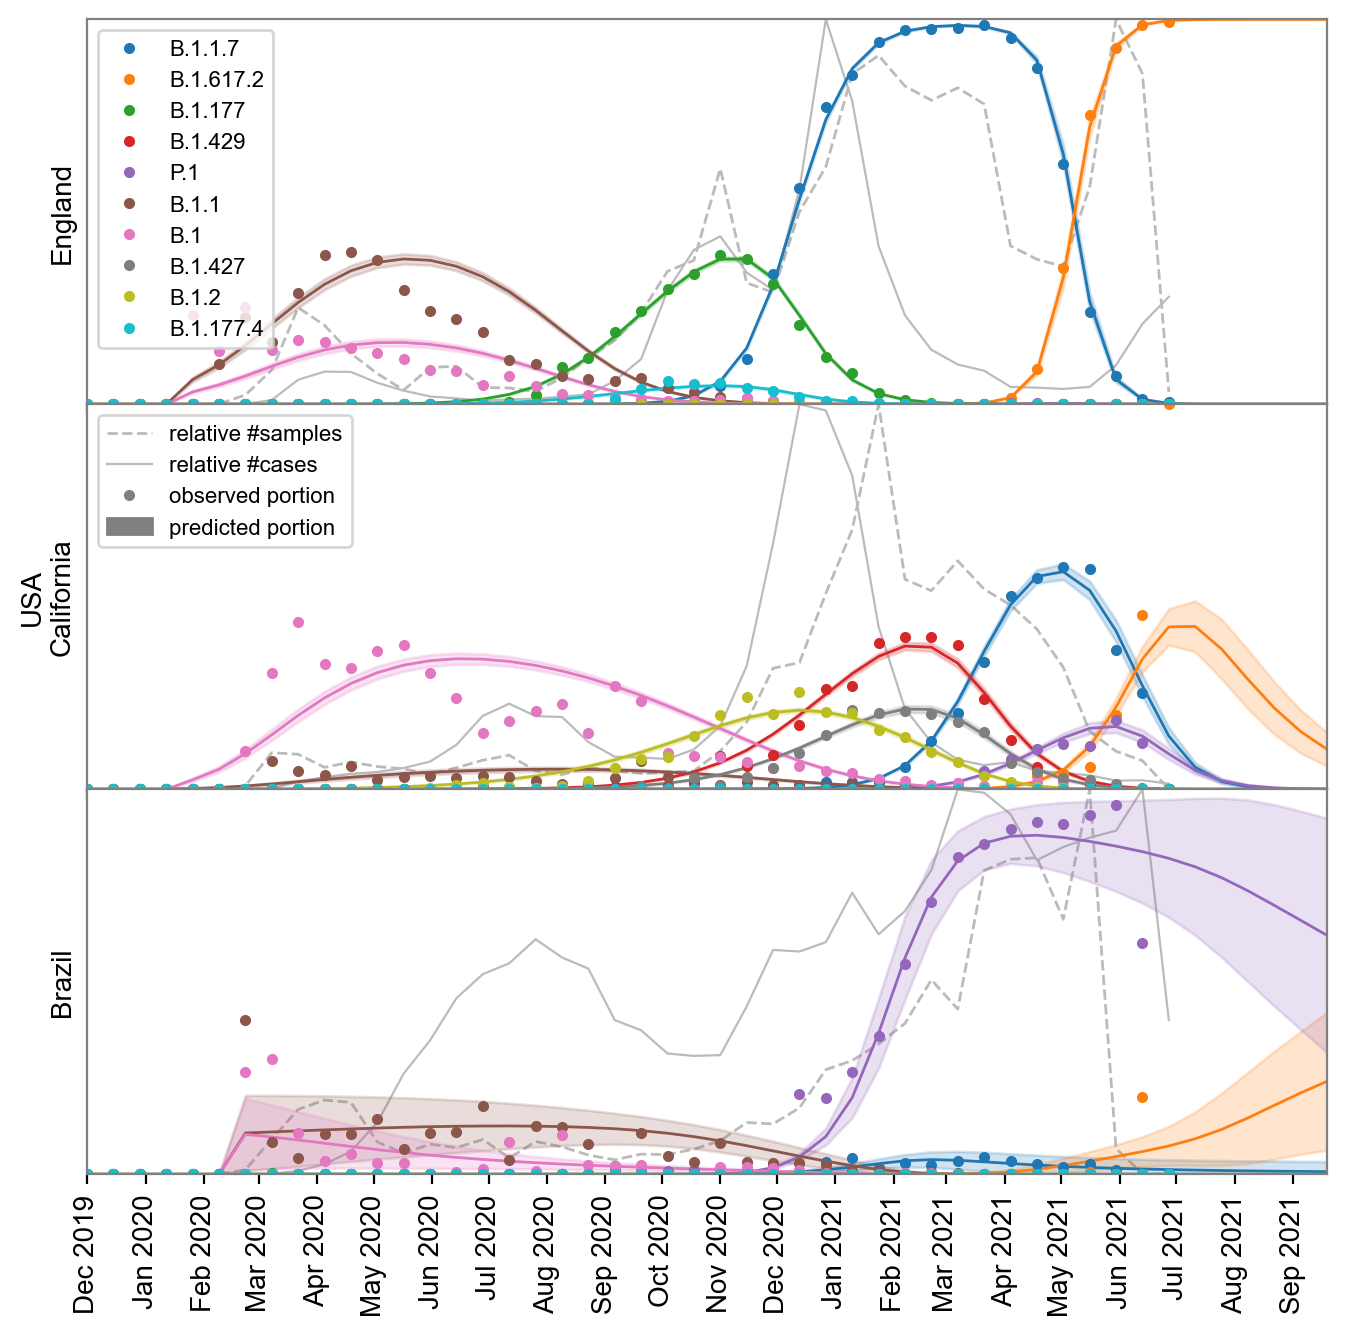 England
B.1.1.7
B.1.617.2
B.1.177
B.1.429
P.1
B.1.1
B.1
B.1.427
B.1.2
B.1.177.4
USA
California
relative #samples
relative #cases
observed portion
predicted portion
Brazil
Dec 2019
Jan 2020
Feb 2020
Mar 2020
Apr 2020
May 2020
Jun 2020
Jul 2020
Aug 2020
Sep 2020
Oct 2020
Nov 2020
Dec 2020
Jan 2021
Feb 2021
Mar 2021
Apr 2021
May 2021
Jun 2021
Jul 2021
Aug 2021
Sep 2021